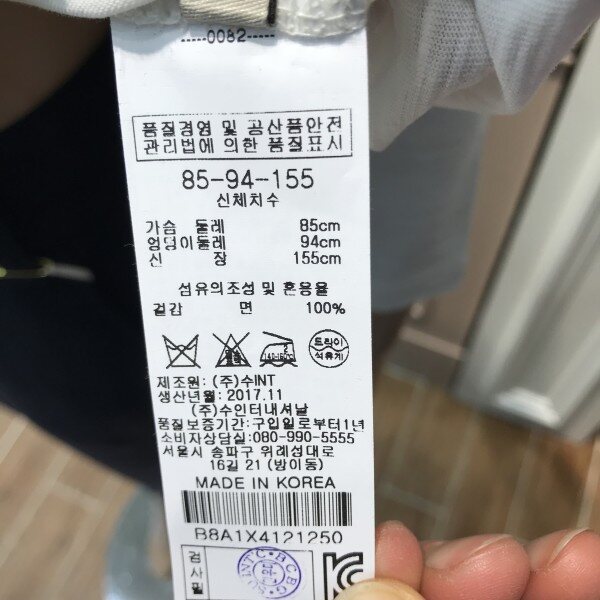 -----0082-----
품질경영 및 공산품안전
관리법에 의한 품질표시
85-94-155
신체치수
가슴 둘레 85cm
엉덩이둘레 94cm
신 장 155cm
섬유의조성 및 혼용율
겉감 면 100%
140-160℃
드라이
석유계
제조원: (주)수INT
생산년월: 2017.11
(주)수인터내셔날
품질보증기간:구입일로부터1년
소비자상담실:080-990-5555
서울시 송파구 위례성대로
16길 21 (방이동)
MADE IN KOREA
B8A1X4121250
검
사
필